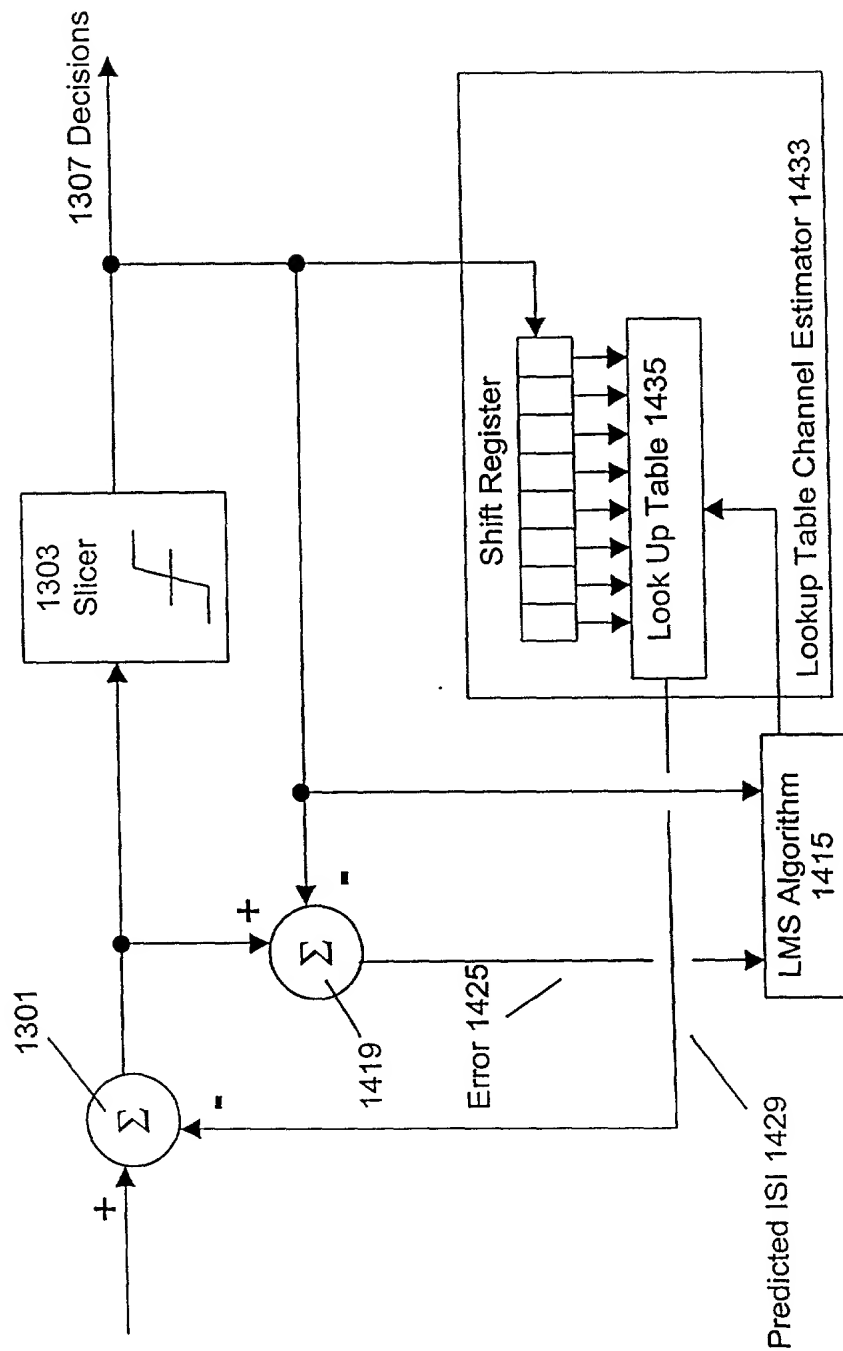 1307 Decisions
1303
Slicer
1301
+
Σ
-
+
Σ
-
1419
Shift Register
Look Up Table 1435
Lookup Table Channel Estimator 1433
Error 1425
LMS Algorithm
1415
Predicted ISI 1429